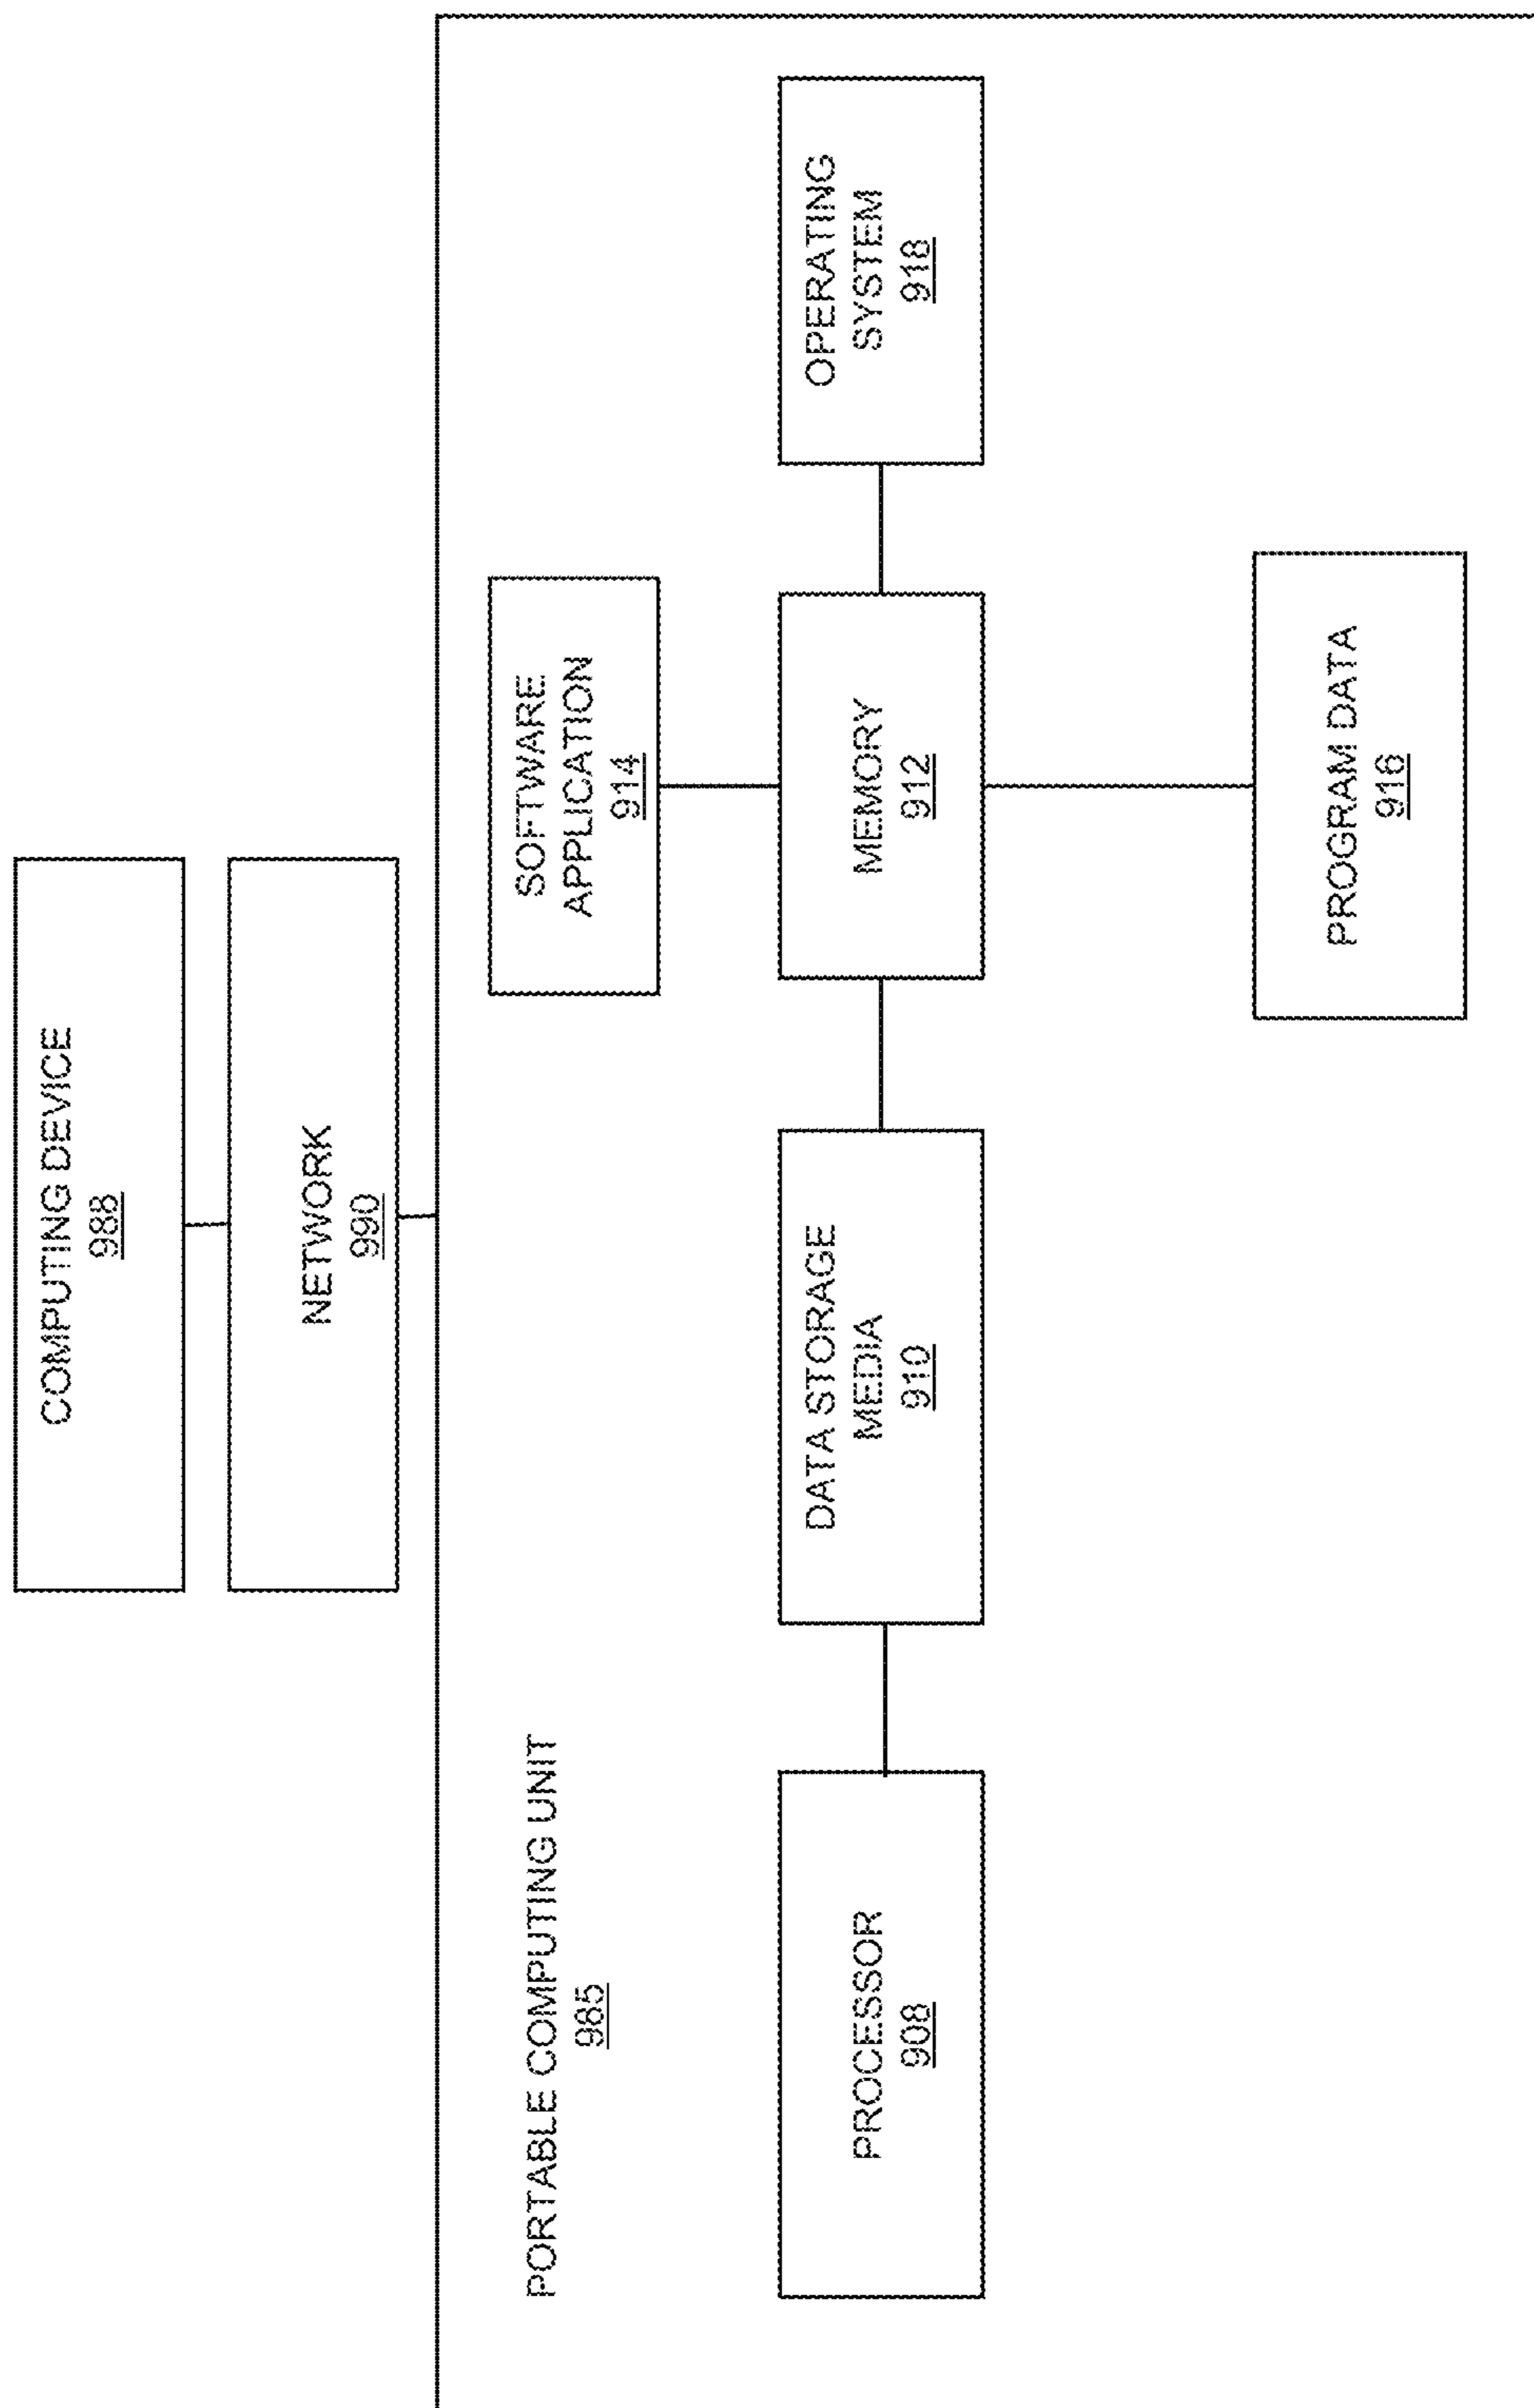 COMPUTING DEVICE
988
NETWORK
990
PORTABLE COMPUTING UNIT
985
SOFTWARE
APPLICATION
914
PROCESSOR
908
DATA STORAGE
MEDIA
910
MEMORY
912
OPERATING
SYSTEM
918
PROGRAM DATA
916